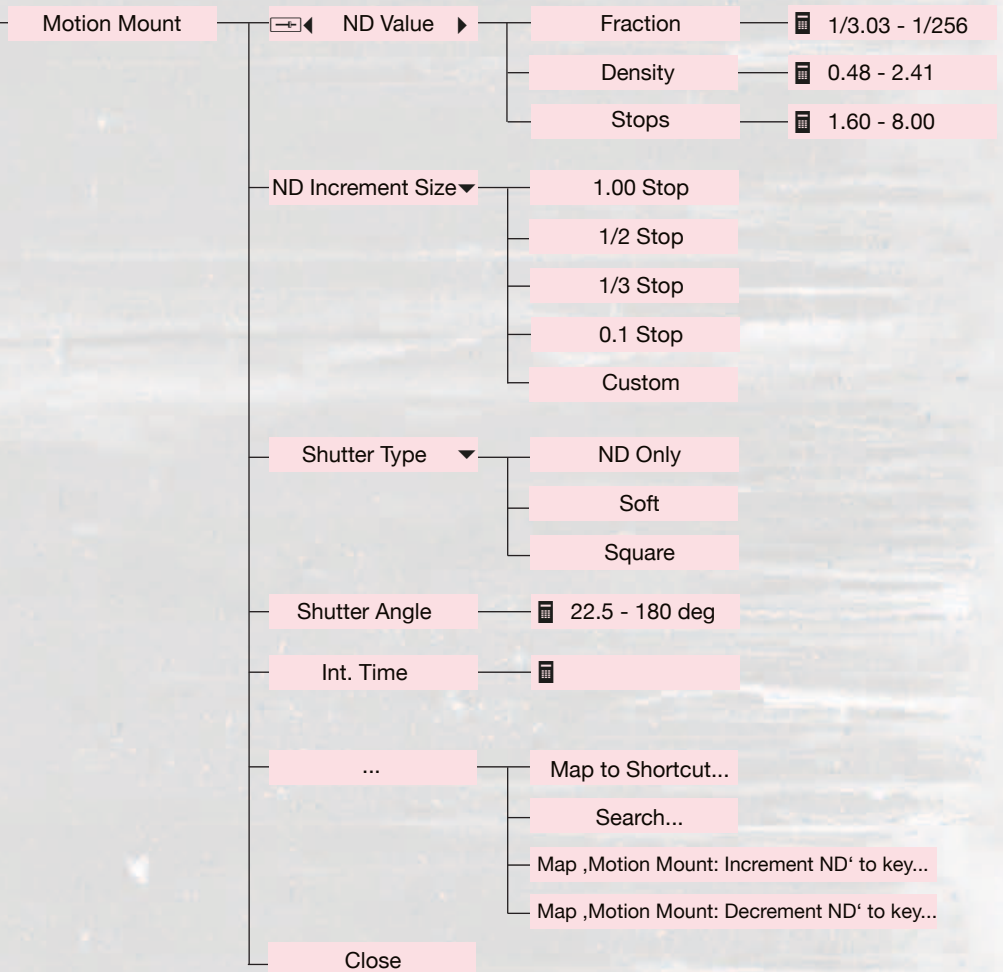 Motion Mount
ND Value
Fraction
1/3.03 - 1/256
Density
0.48 - 2.41
Stops
1.60 - 8.00
ND Increment Size
1.00 Stop
1/2 Stop
1/3 Stop
0.1 Stop
Custom
Shutter Type
ND Only
Soft
Square
Shutter Angle
22.5 - 180 deg
Int. Time
...
Map to Shortcut...
Search...
Map ‚Motion Mount: Increment ND‘ to key...
Map ‚Motion Mount: Decrement ND‘ to key...
Close